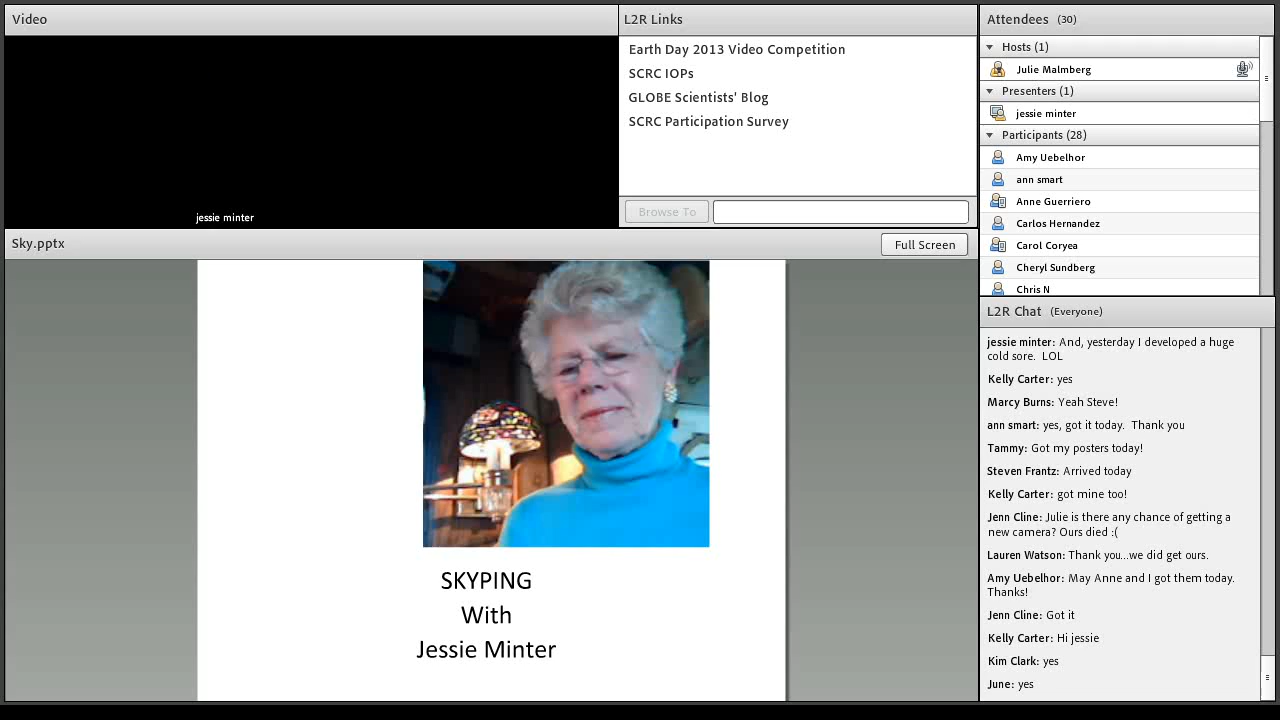 Video
jessie minter
L2R Links
Earth Day 2013 Video Competition
SCRC IOPs
GLOBE Scientists' Blog
SCRC Participation Survey
Browse To
Sky.pptx
Full Screen
SKYPING
With
Jessie Minter
Attendees (30)
Hosts (1)
Julie Malmberg
Presenters (1)
jessie minter
Participants (28)
Amy Uebelhor
ann smart
Anne Guerriero
Carlos Hernandez
Carol Coryea
Cheryl Sundberg
Chris N
L2R Chat (Everyone)
jessie minter: And, yesterday I developed a huge
cold sore. LOL
Kelly Carter: yes
Marcy Burns: Yeah Steve!
ann smart: yes, got it today. Thank you
Tammy: Got my posters today!
Steven Frantz: Arrived today
Kelly Carter: got mine too!
Jenn Cline: Julie is there any chance of getting a
new camera? Ours died :(
Lauren Watson: Thank you...we did get ours.
Amy Uebelhor: May Anne and I got them today.
Thanks!
Jenn Cline: Got it
Kelly Carter: Hi jessie
Kim Clark: yes
June: yes